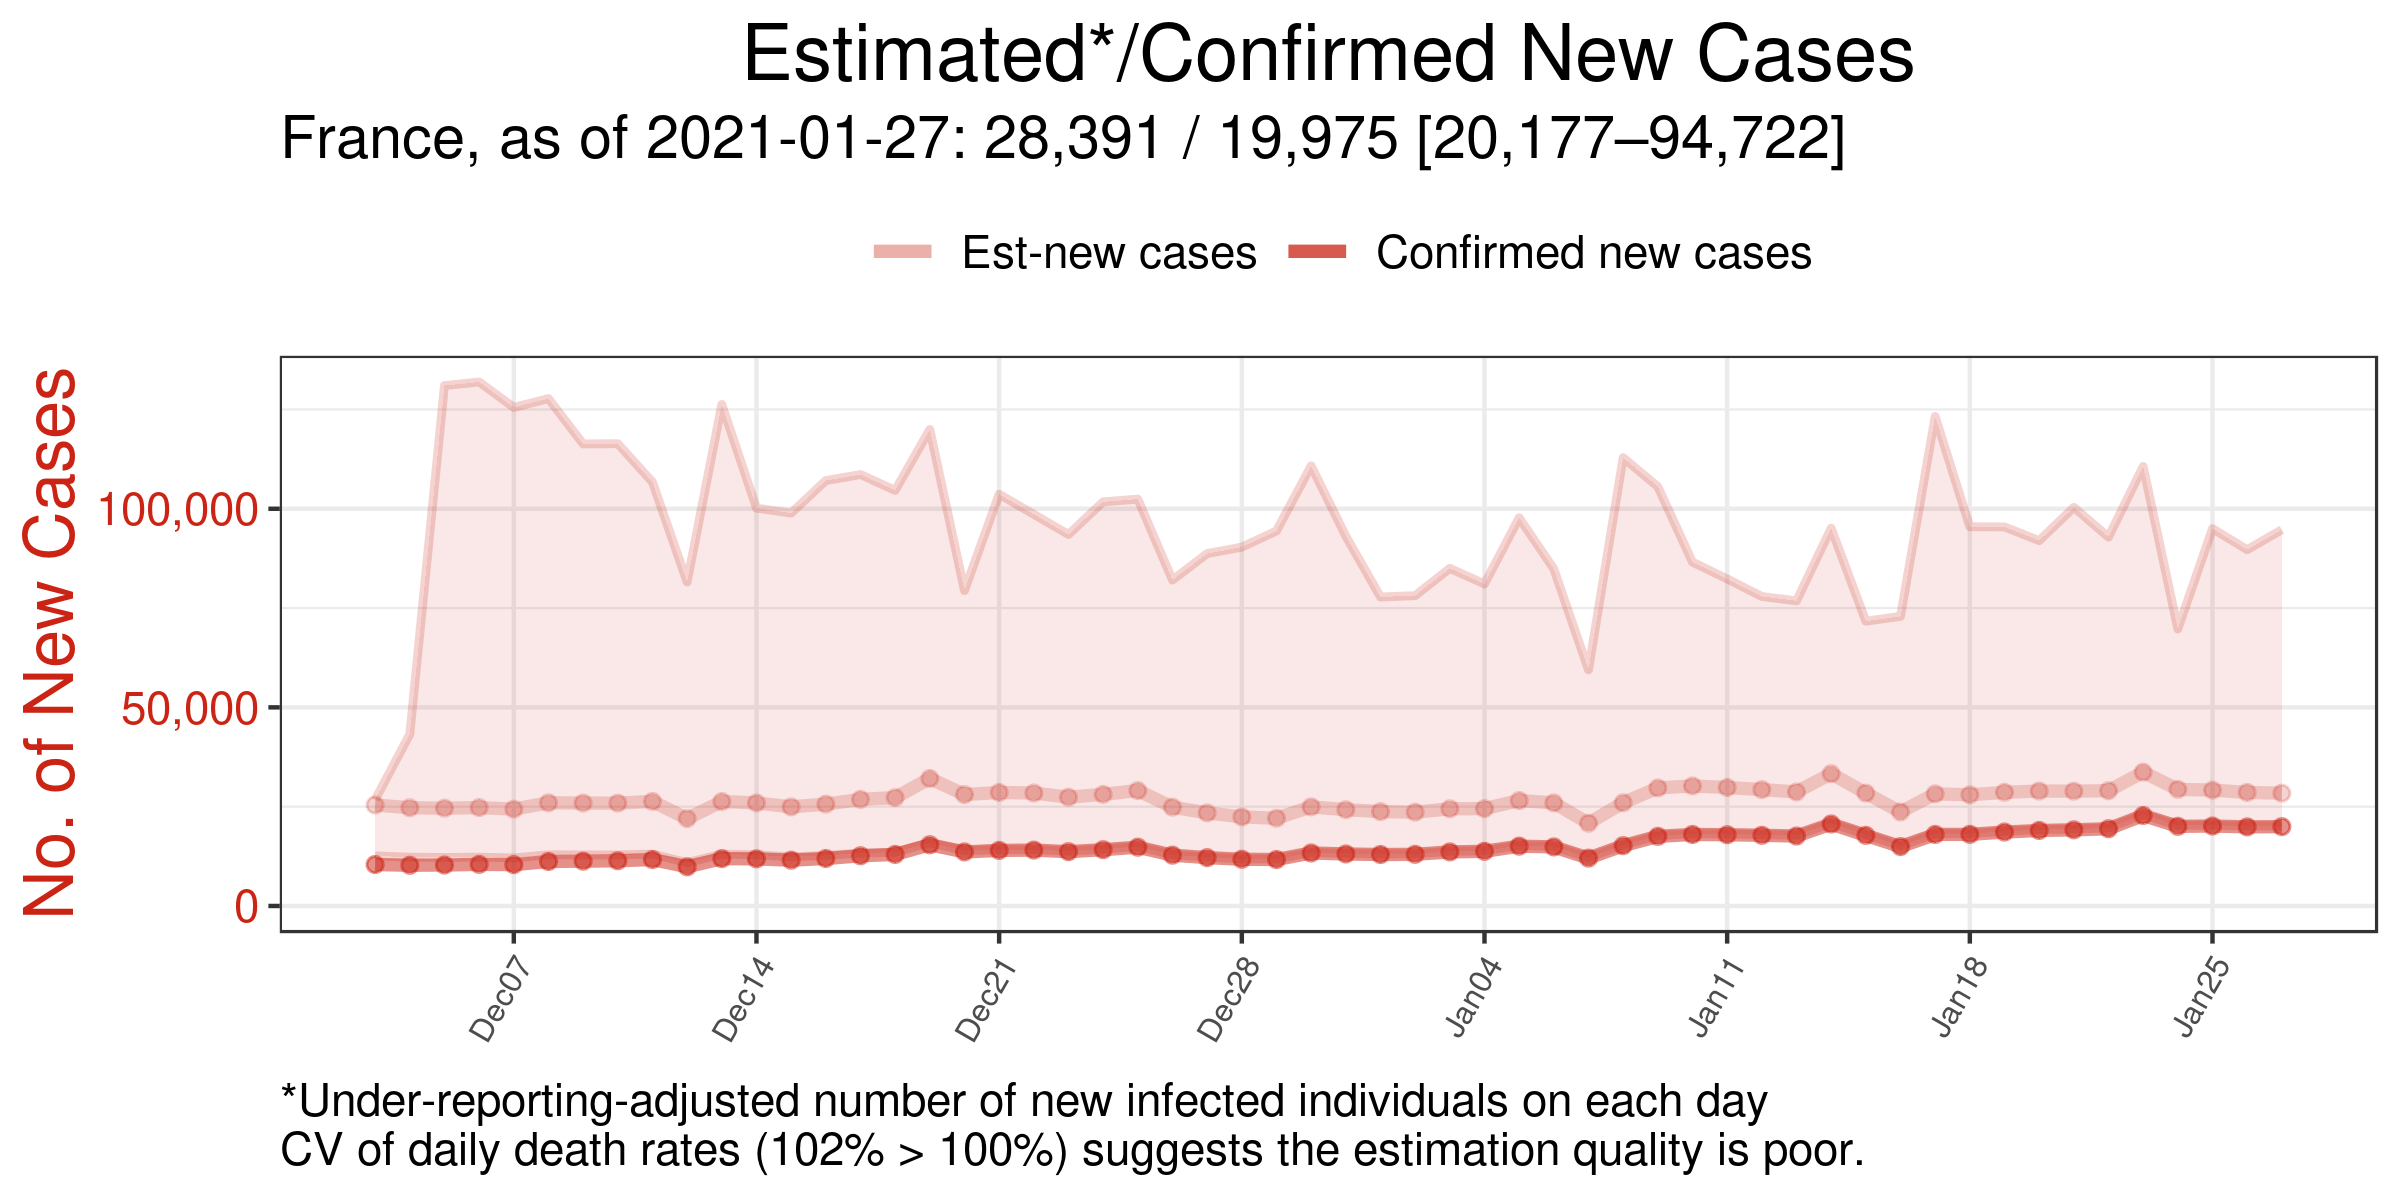 Estimated*/Confirmed New Cases
France, as of 2021-01-27: 28,391 / 19,975 [20,177–94,722]
Est-new cases
Confirmed new cases
No. of New Cases
100,000
50,000
0
Dec07
Dec14
Dec21
Dec28
Jan04
Jan11
Jan18
Jan25
*Under-reporting-adjusted number of new infected individuals on each day
CV of daily death rates (102% > 100%) suggests the estimation quality is poor.